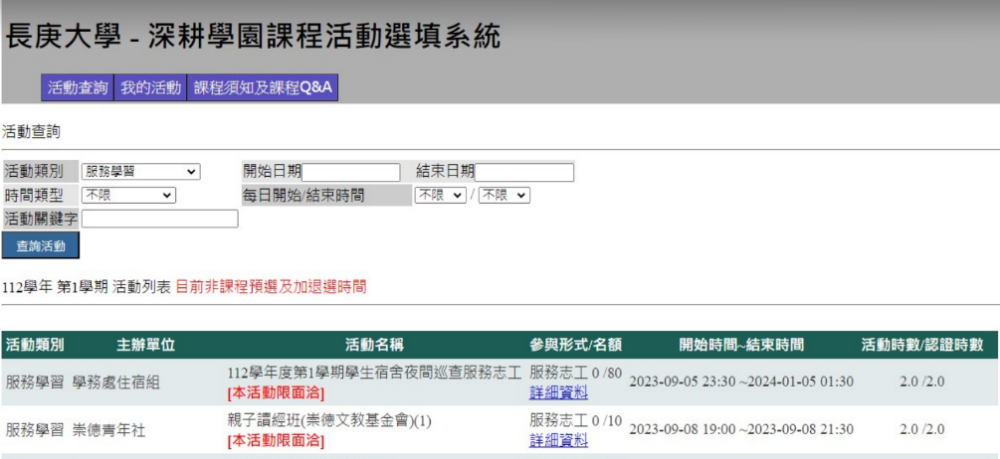 長庚大學 - 深耕學園課程活動選填系統
活動查詢 我的活動 課程須知及課程Q&A
活動查詢
活動類別 服務學習 開始日期 結束日期
時間類型 不限 每日開始/結束時間 不限 / 不限
活動關鍵字
查詢活動
112學年 第1學期 活動列表 目前非課程預選及加退選時間
活動類別 主辦單位 活動名稱 參與形式/名額 開始時間~結束時間 活動時數/認證時數
服務學習 學務處住宿組 112學年度第1學期學生宿舍夜間巡查服務志工 服務志工 0 /80 2023-09-05 23:30 ~2024-01-05 01:30 2.0 /2.0
[本活動限面洽] 詳細資料
服務學習 崇德青年社 親子讀經班(崇德文教基金會)(1) 服務志工 0 /10 2023-09-08 19:00 ~2023-09-08 21:30 2.0 /2.0
[本活動限面洽] 詳細資料